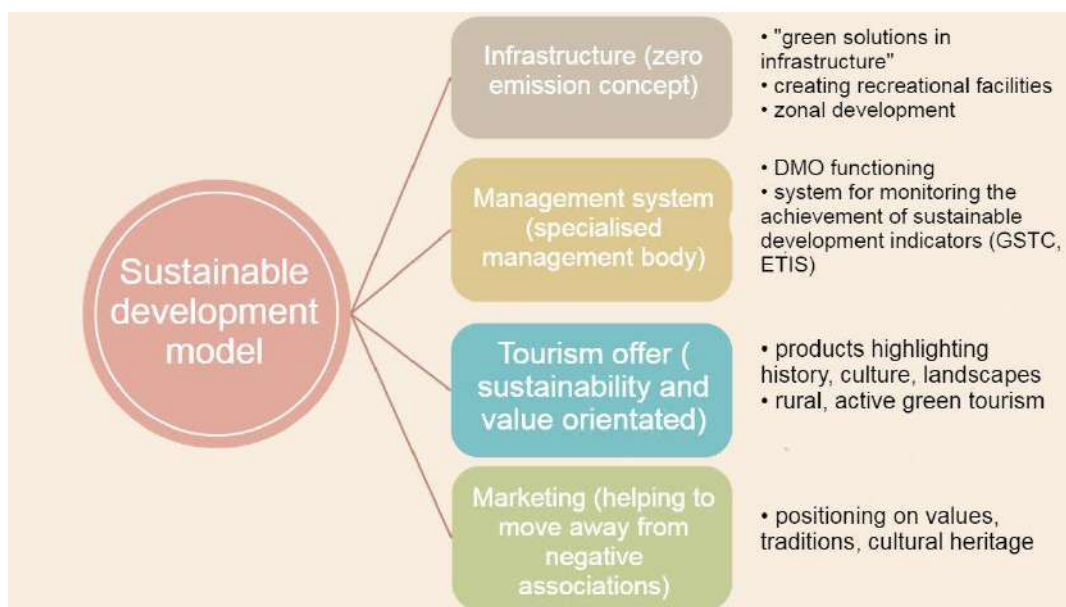 Sustainable
development
model
Infrastructure (zero
emission concept)
• "green solutions in
infrastructure"
• creating recreational facilities
• zonal development
Management system
(specialised
management body)
• DMO functioning
• system for monitoring the
achievement of sustainable
development indicators (GSTC,
ETIS)
Tourism offer (
sustainability and
value orientated)
• products highlighting
history, culture, landscapes
• rural, active green tourism
Marketing (helping to
move away from
negative
associations)
• positioning on values,
traditions, cultural heritage